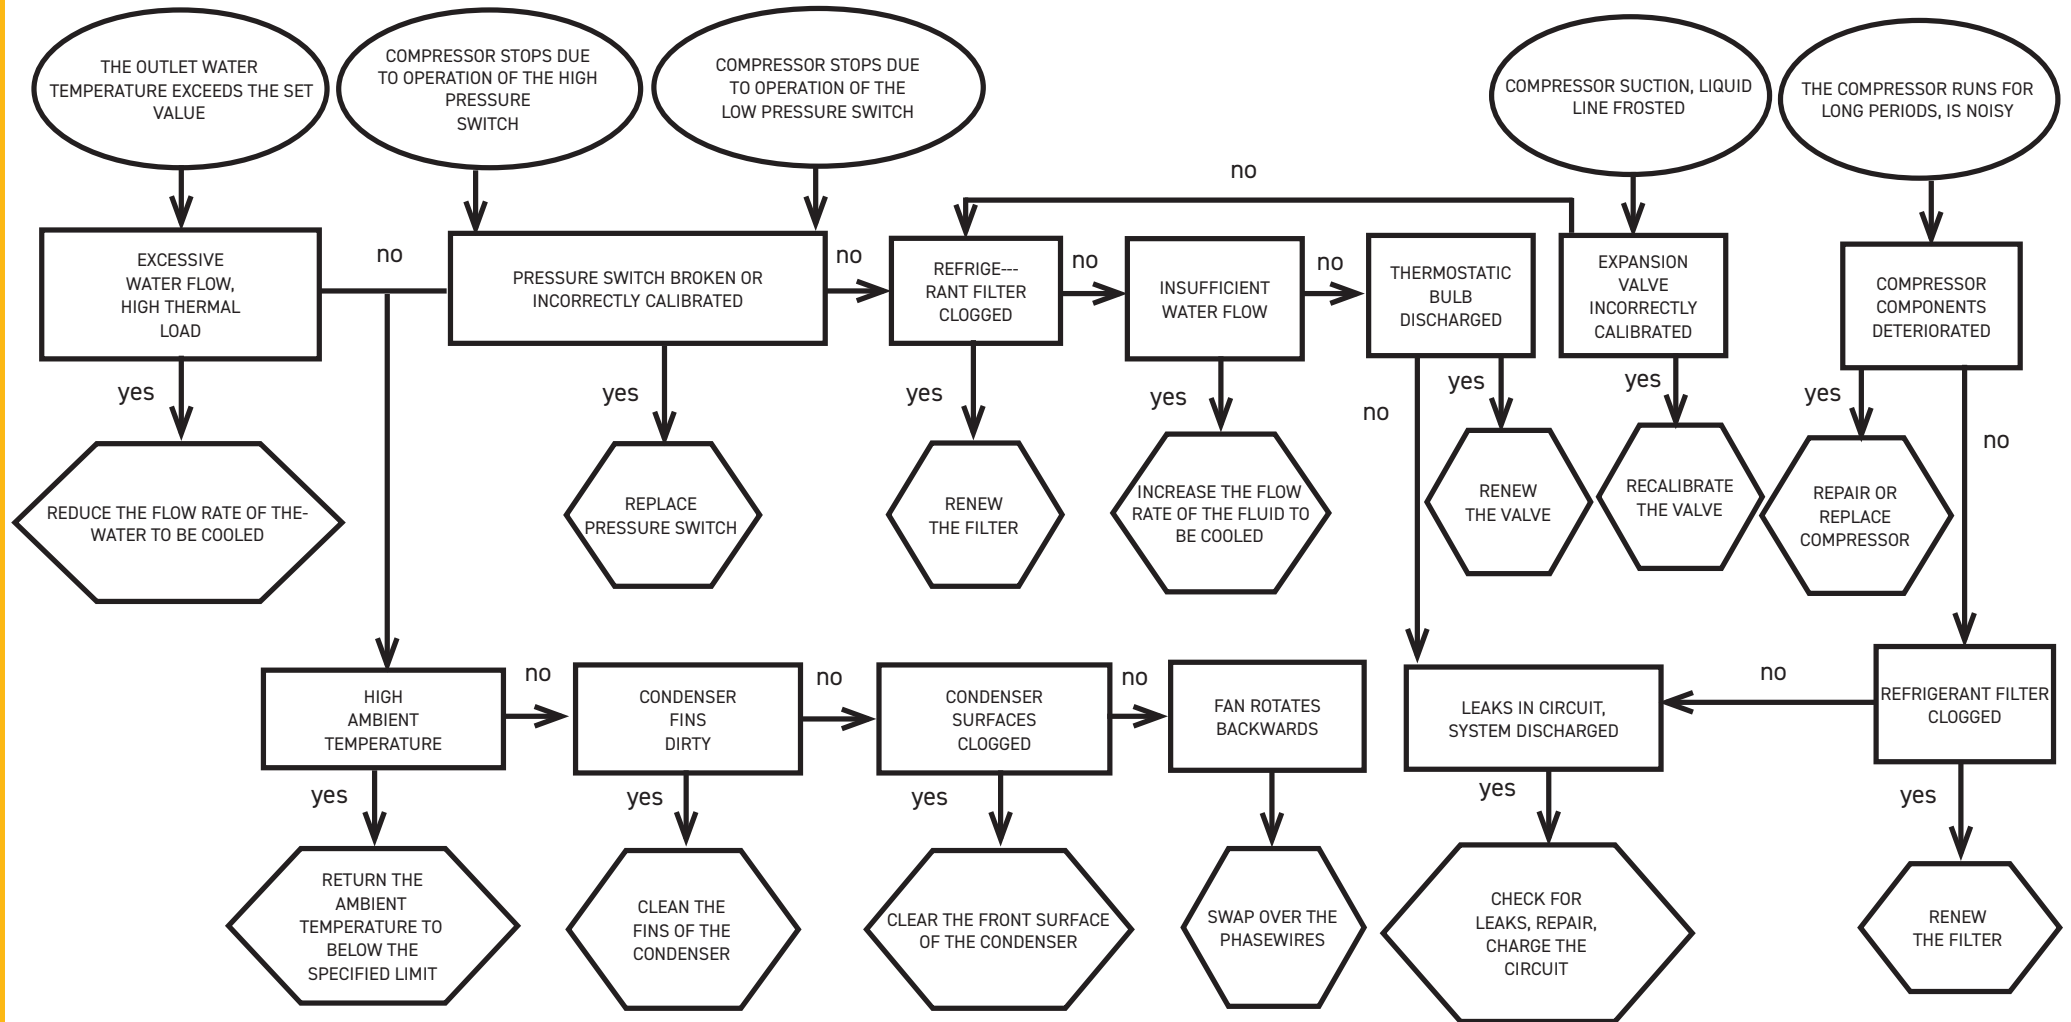 THE OUTLET WATER
TEMPERATURE EXCEEDS THE SET
VALUE
COMPRESSOR STOPS DUE
TO OPERATION OF THE HIGH
PRESSURE
SWITCH
COMPRESSOR STOPS DUE
TO OPERATION OF THE
LOW PRESSURE SWITCH
COMPRESSOR SUCTION, LIQUID
LINE FROSTED
THE COMPRESSOR RUNS FOR
LONG PERIODS, IS NOISY
no
EXCESSIVE
WATER FLOW,
HIGH THERMAL
LOAD
no
PRESSURE SWITCH BROKEN OR
INCORRECTLY CALIBRATED
no
REFRIGE---
RANT FILTER
CLOGGED
no
INSUFFICIENT
WATER FLOW
no
THERMOSTATIC
BULB
DISCHARGED
EXPANSION
VALVE
INCORRECTLY
CALIBRATED
COMPRESSOR
COMPONENTS
DETERIORATED
yes
yes
yes
yes
no
yes
yes
yes
no
REDUCE THE FLOW RATE OF THE-
WATER TO BE COOLED
REPLACE
PRESSURE SWITCH
RENEW
THE FILTER
INCREASE THE FLOW
RATE OF THE FLUID TO
BE COOLED
RENEW
THE VALVE
RECALIBRATE
THE VALVE
REPAIR OR
REPLACE
COMPRESSOR
HIGH
AMBIENT
TEMPERATURE
no
CONDENSER
FINS
DIRTY
no
CONDENSER
SURFACES
CLOGGED
no
FAN ROTATES
BACKWARDS
LEAKS IN CIRCUIT,
SYSTEM DISCHARGED
no
REFRIGERANT FILTER
CLOGGED
yes
yes
yes
yes
yes
RETURN THE
AMBIENT
TEMPERATURE TO
BELOW THE
SPECIFIED LIMIT
CLEAN THE
FINS OF THE
CONDENSER
CLEAR THE FRONT SURFACE
OF THE CONDENSER
SWAP OVER THE
PHASEWIRES
CHECK FOR
LEAKS, REPAIR,
CHARGE THE
CIRCUIT
RENEW
THE FILTER